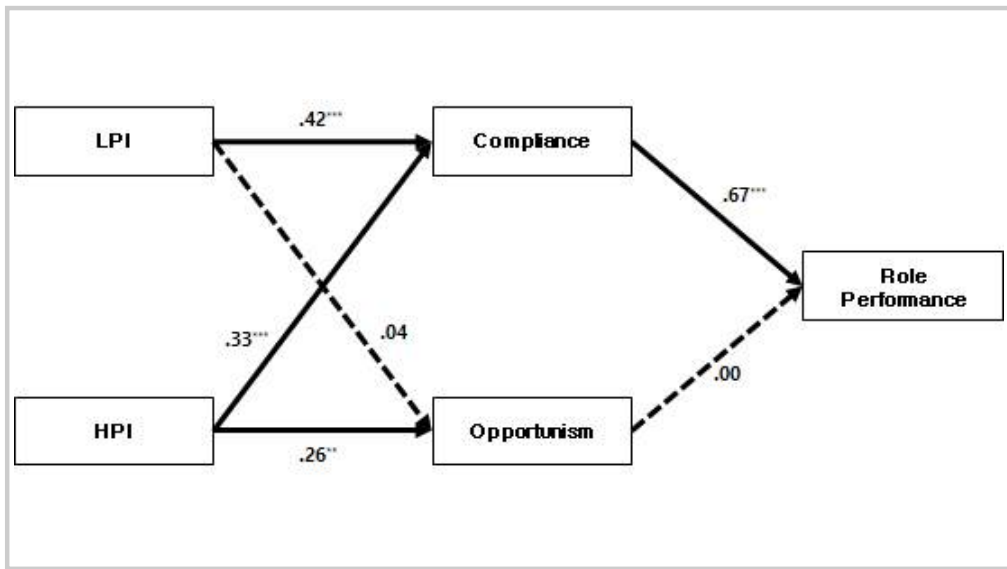 LPI
.42***
Compliance
.67***
Role
Performance
.33***
.04
.00
HPI
.26**
Opportunism